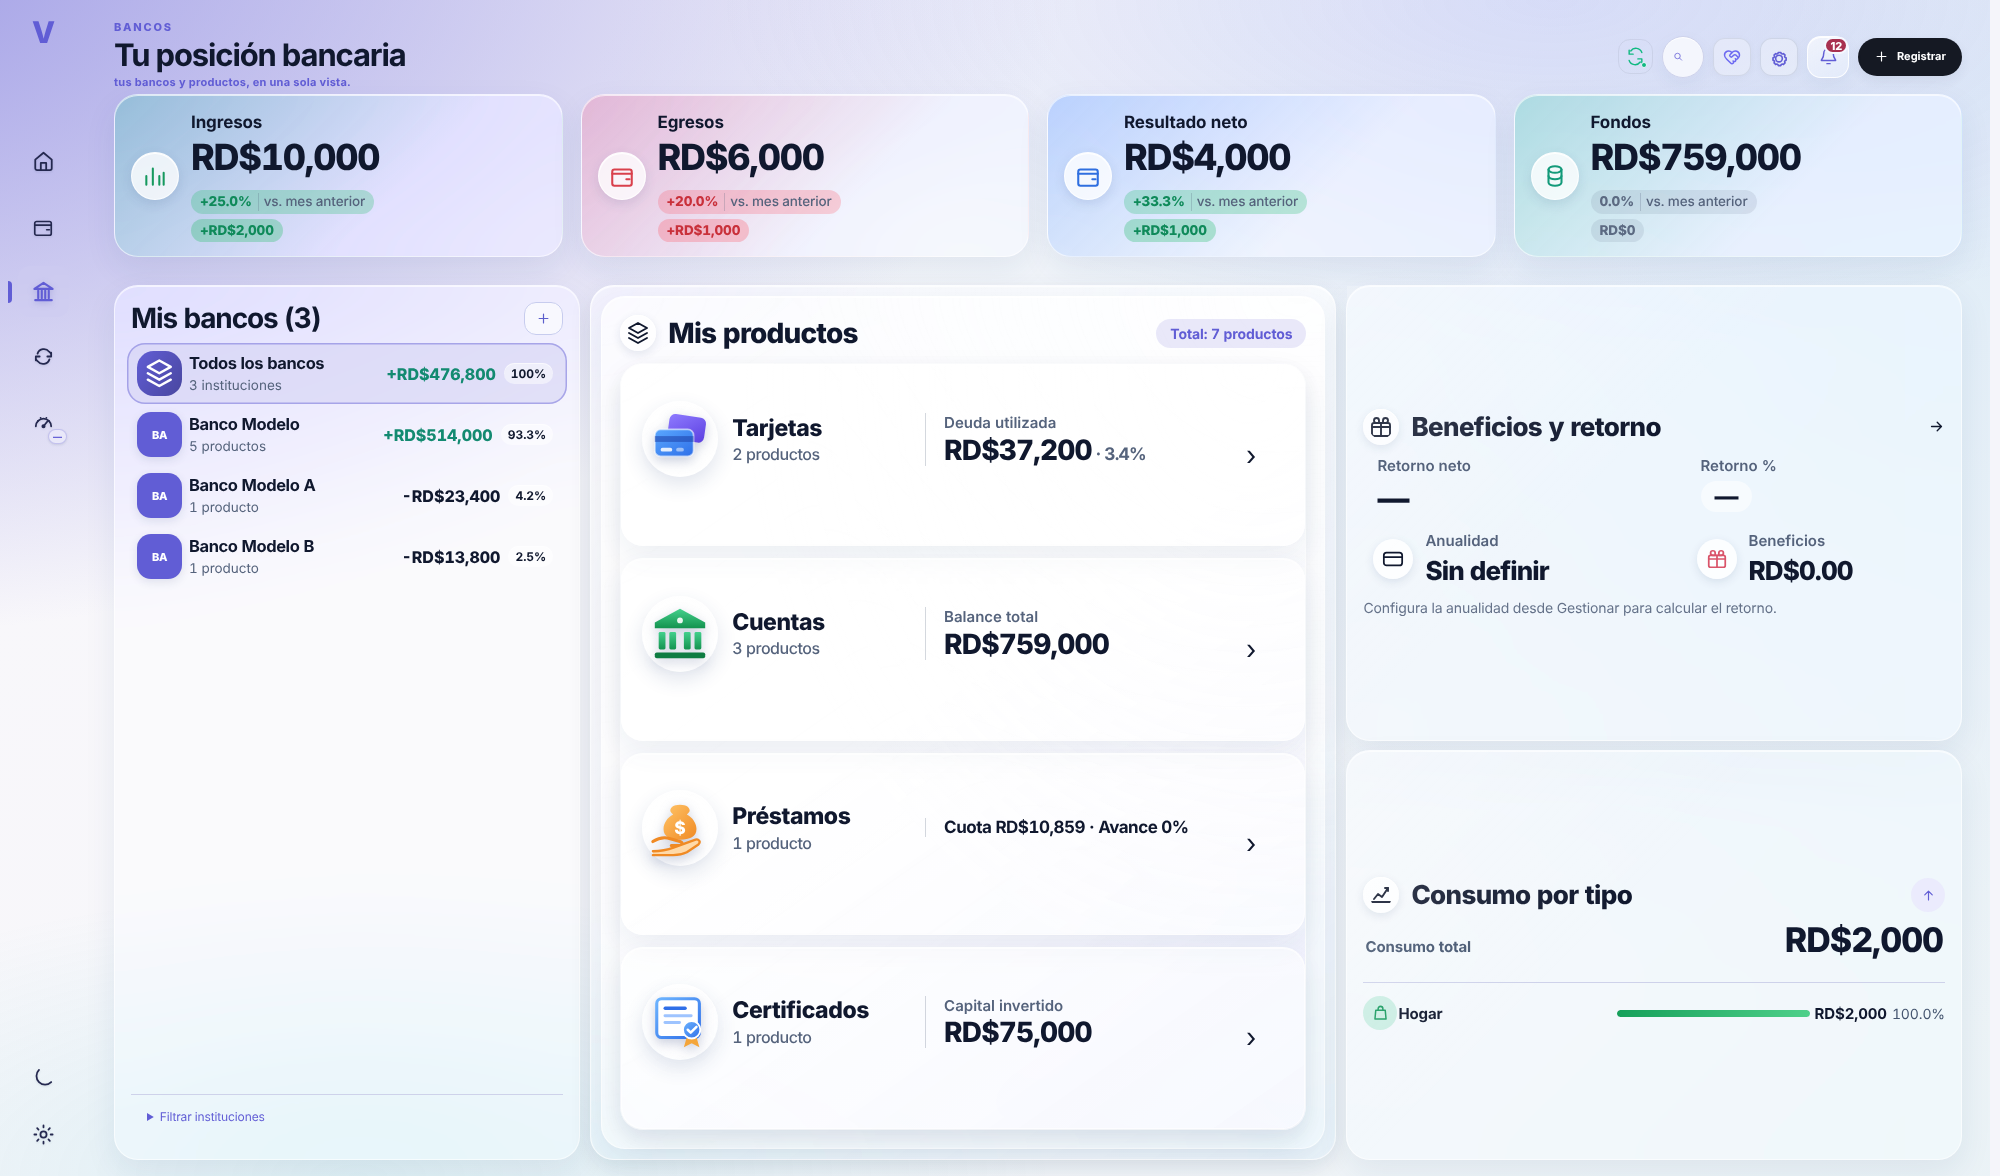 V
BANCOS
Tu posición bancaria
tus bancos y productos, en una sola vista.
12
+ Registrar
Ingresos
RD$10,000
+25.0% vs. mes anterior
+RD$2,000
Egresos
RD$6,000
+20.0% vs. mes anterior
+RD$1,000
Resultado neto
RD$4,000
+33.3% vs. mes anterior
+RD$1,000
Fondos
RD$759,000
0.0% vs. mes anterior
RD$0
Mis bancos (3)
+
Todos los bancos
3 instituciones
+RD$476,800 100%
BA
Banco Modelo
5 productos
+RD$514,000 93.3%
BA
Banco Modelo A
1 producto
-RD$23,400 4.2%
BA
Banco Modelo B
1 producto
-RD$13,800 2.5%
Filtrar instituciones
Mis productos
Total: 7 productos
Tarjetas
2 productos
Deuda utilizada
RD$37,200 · 3.4%
Cuentas
3 productos
Balance total
RD$759,000
$
Préstamos
1 producto
Cuota RD$10,859 · Avance 0%
Certificados
1 producto
Capital invertido
RD$75,000
Beneficios y retorno
Retorno neto
—
Retorno %
—
Anualidad
Sin definir
Beneficios
RD$0.00
Configura la anualidad desde Gestionar para calcular el retorno.
Consumo por tipo
Consumo total
RD$2,000
Hogar
RD$2,000 100.0%